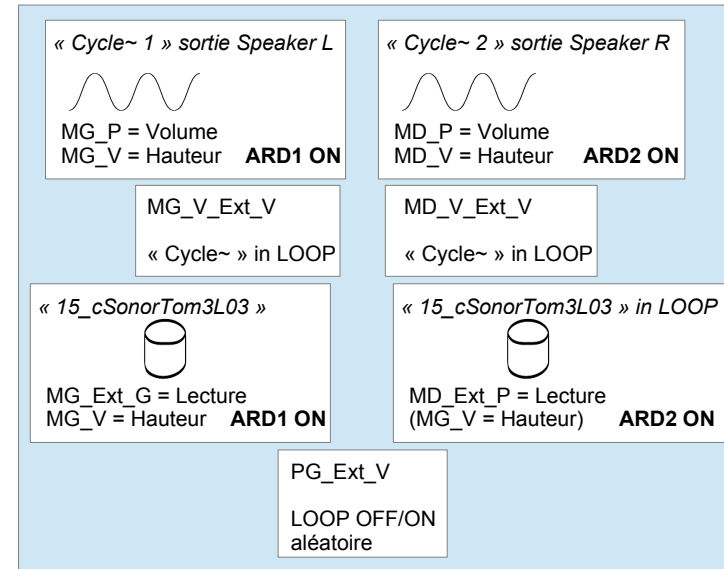 « Cycle~ 1 » sortie Speaker L
MG_P = Volume
MG_V = Hauteur ARD1 ON
« Cycle~ 2 » sortie Speaker R
MD_P = Volume
MD_V = Hauteur ARD2 ON
MG_V_Ext_V
« Cycle~ » in LOOP
MD_V_Ext_V
« Cycle~ » in LOOP
« 15_cSonorTom3L03 »
MG_Ext_G = Lecture
MG_V = Hauteur ARD1 ON
« 15_cSonorTom3L03 » in LOOP
MD_Ext_P = Lecture
(MG_V = Hauteur) ARD2 ON
PG_Ext_V
LOOP OFF/ON
aléatoire